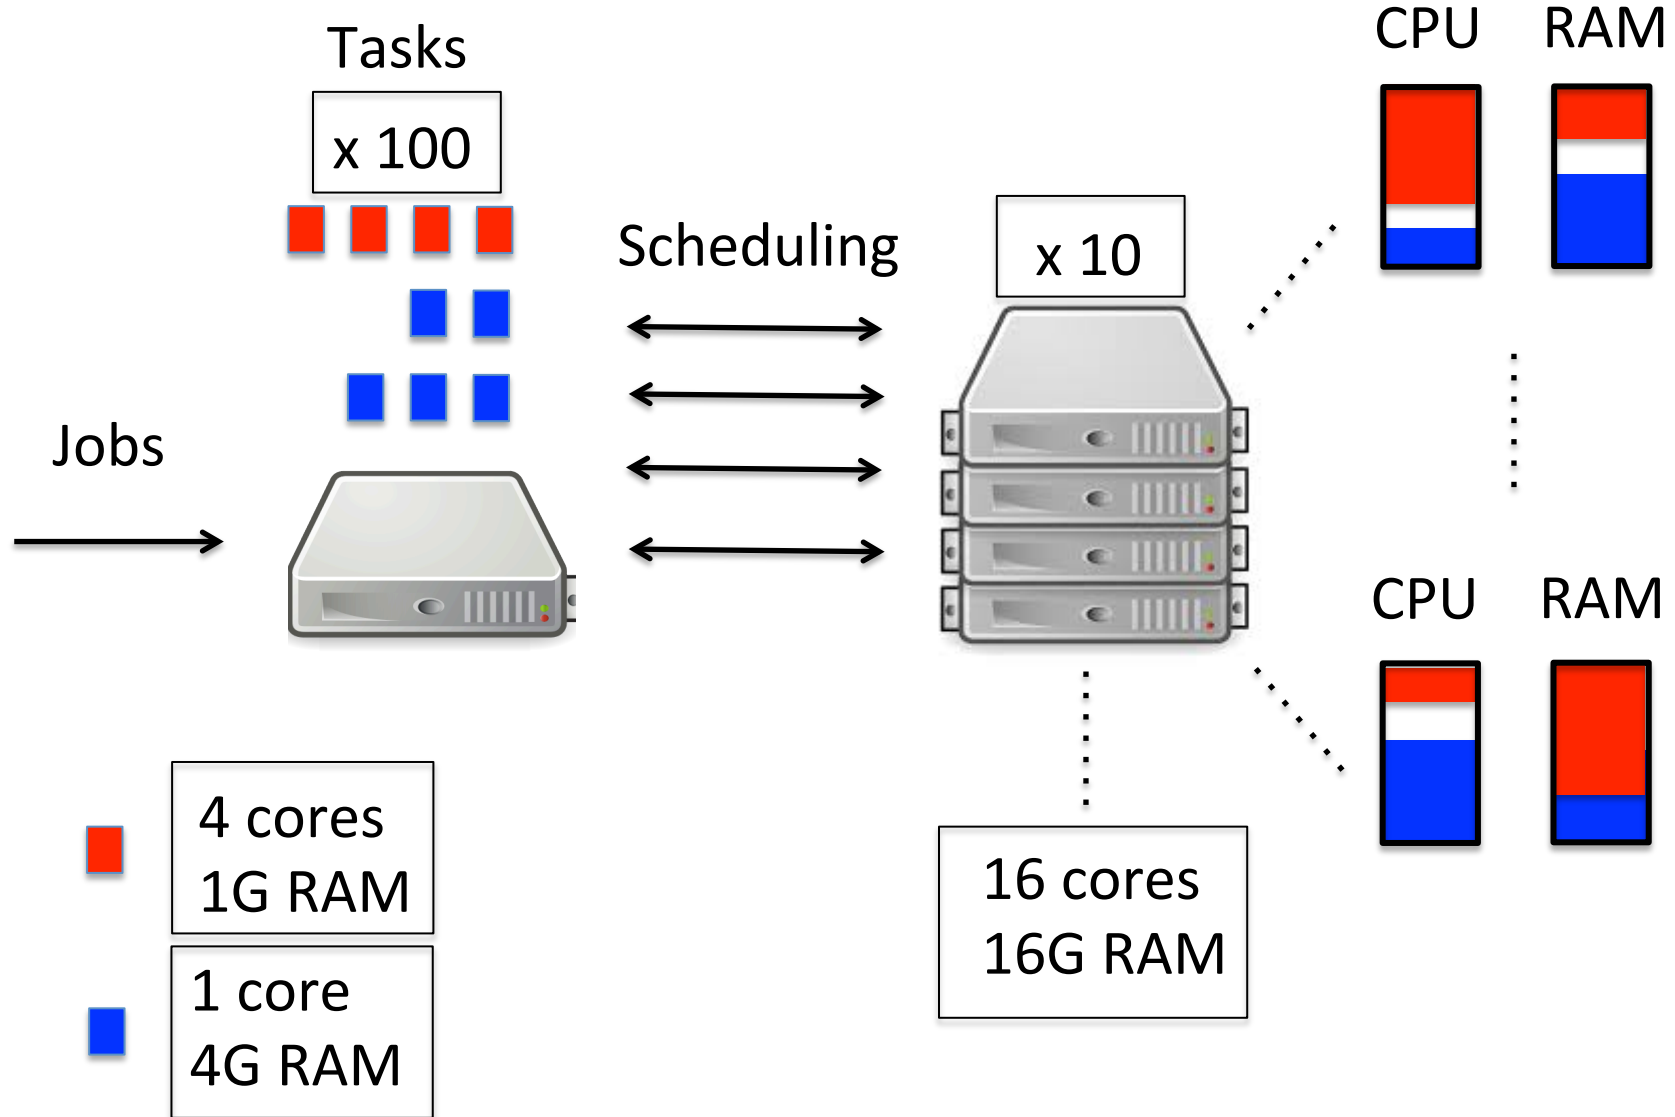 Tasks
x 100
Jobs
Scheduling
x 10
CPU RAM
CPU RAM
4 cores
1G RAM
1 core
4G RAM
16 cores
16G RAM